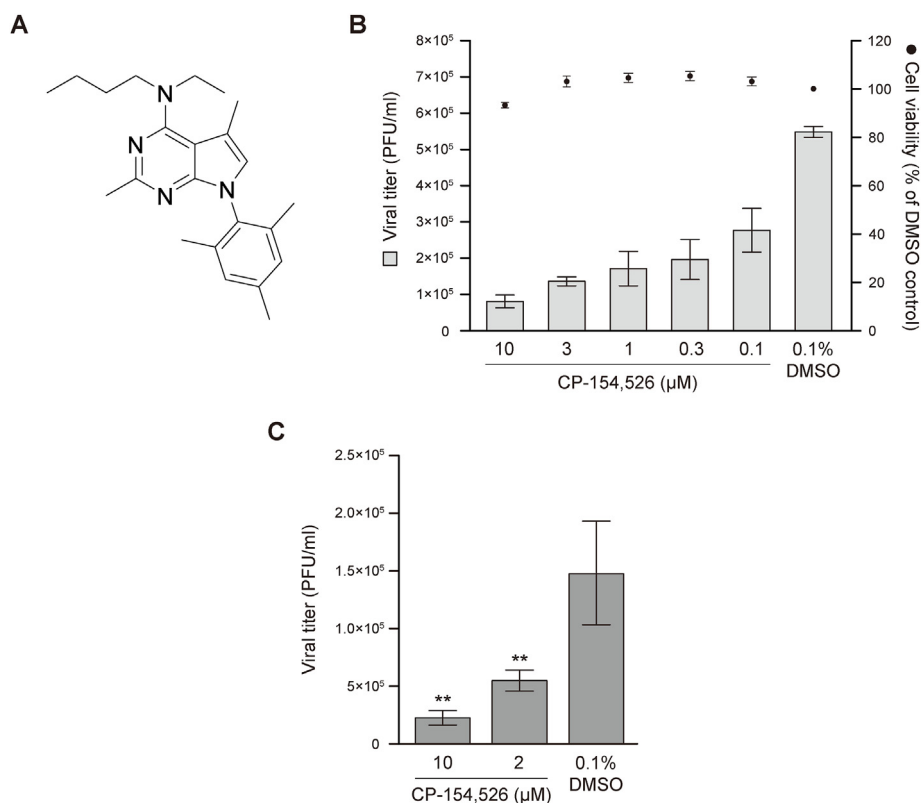 A
N
N
N
N
B
8×10⁵
7×10⁵
6×10⁵
5×10⁵
4×10⁵
3×10⁵
2×10⁵
1×10⁵
0
Viral titer (PFU/ml)
120
100
80
60
40
20
0
Cell viability (% of DMSO control)
10 3 1 0.3 0.1 0.1%
DMSO
CP-154,526 (µM)
C
2.5×10⁵
2.0×10⁵
1.5×10⁵
1.0×10⁵
5×10⁵
0
Viral titer (PFU/ml)
** **
10 2 0.1%
DMSO
CP-154,526 (µM)